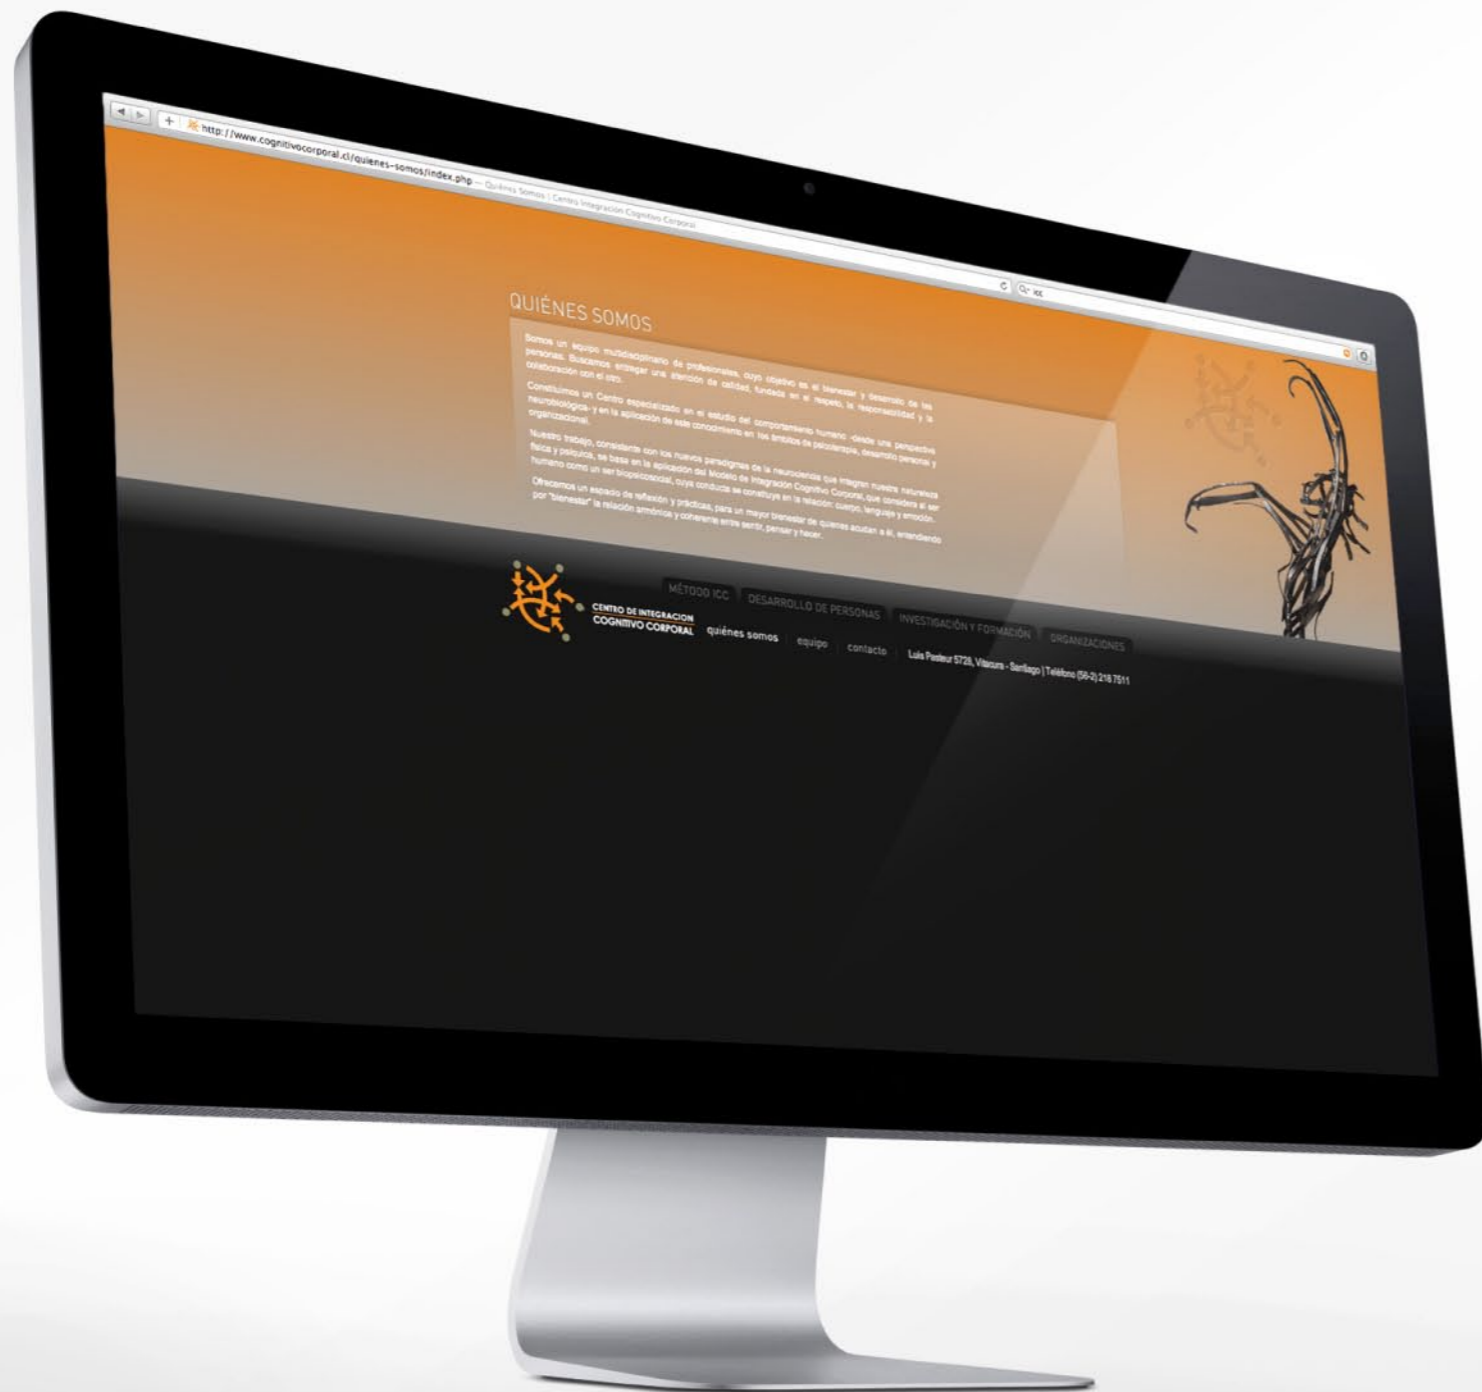 http://www.cognitivocorporal.cl/quienes-somos/index.php — Quiénes Somos | Centro Integración Cognitivo Corporal
icc
QUIÉNES SOMOS
Somos un equipo multidisciplinario de profesionales, cuyo objetivo es el bienestar y desarrollo de las
personas. Buscamos entregar una atención de calidad, fundada en el respeto, la responsabilidad y la
colaboración con el otro.
Constituimos un Centro especializado en el estudio del comportamiento humano -desde una perspectiva
neurobiológica- y en la aplicación de este conocimiento en los ámbitos de psicoterapia, desarrollo personal y
organizacional.
Nuestro trabajo, consistente con los nuevos paradigmas de la neurociencia que integran nuestra naturaleza
física y psíquica, se basa en la aplicación del Modelo de Integración Cognitivo Corporal, que considera al ser
humano como un ser biopsicosocial, cuya conducta se constituye en la relación: cuerpo, lenguaje y emoción.
Ofrecemos un espacio de reflexión y prácticas, para un mayor bienestar de quienes acudan a él, entendiendo
por "bienestar" la relación armónica y coherente entre sentir, pensar y hacer.
MÉTODO ICC DESARROLLO DE PERSONAS INVESTIGACIÓN Y FORMACIÓN ORGANIZACIONES
CENTRO DE INTEGRACION
COGNITIVO CORPORAL
quiénes somos | equipo | contacto | Luis Pasteur 5728, Vitacura - Santiago | Teléfono (56-2) 218 7511